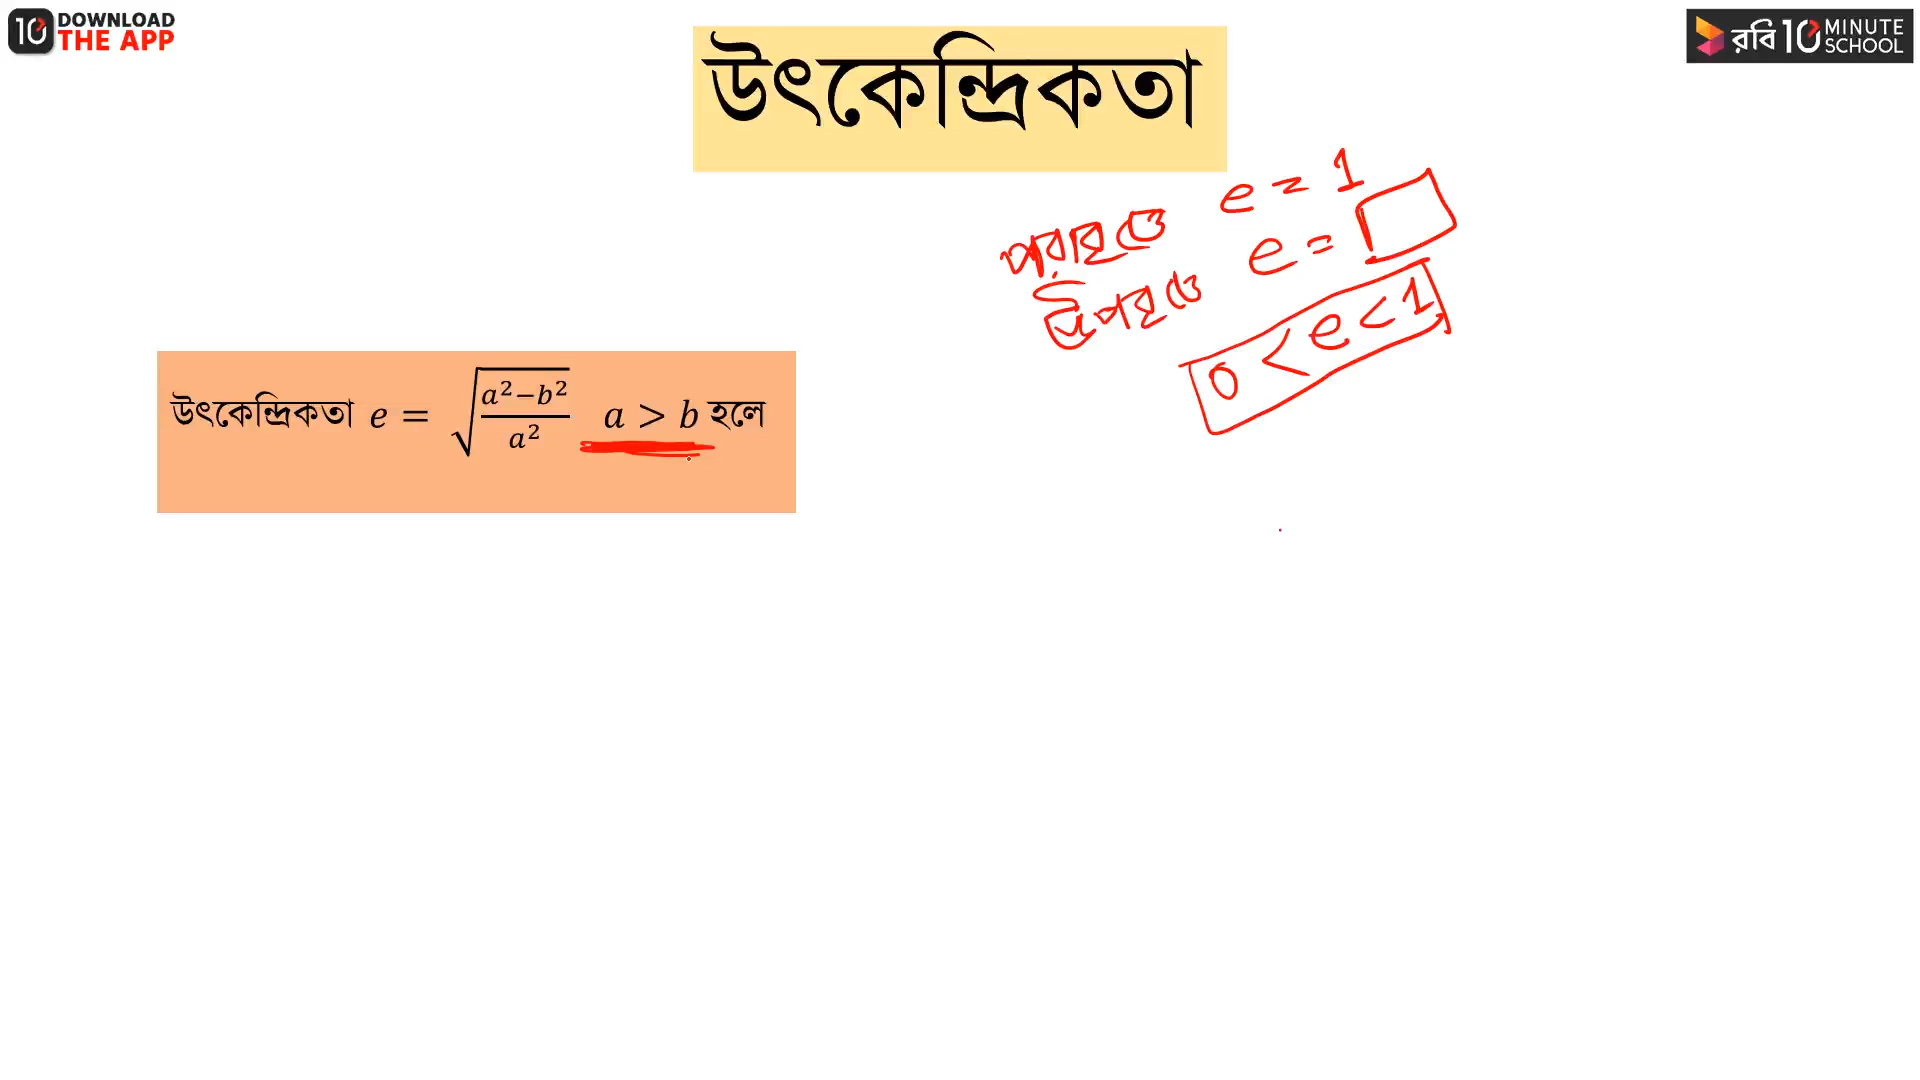 DOWNLOAD
THE APP
রবি 10 MINUTE
SCHOOL
উৎকেন্দ্রিকতা
পরাবৃত্তে e = 1
উপবৃত্তে e =
0 < e < 1
উৎকেন্দ্রিকতা e = √((a²−b²)/a²) a > b হলে